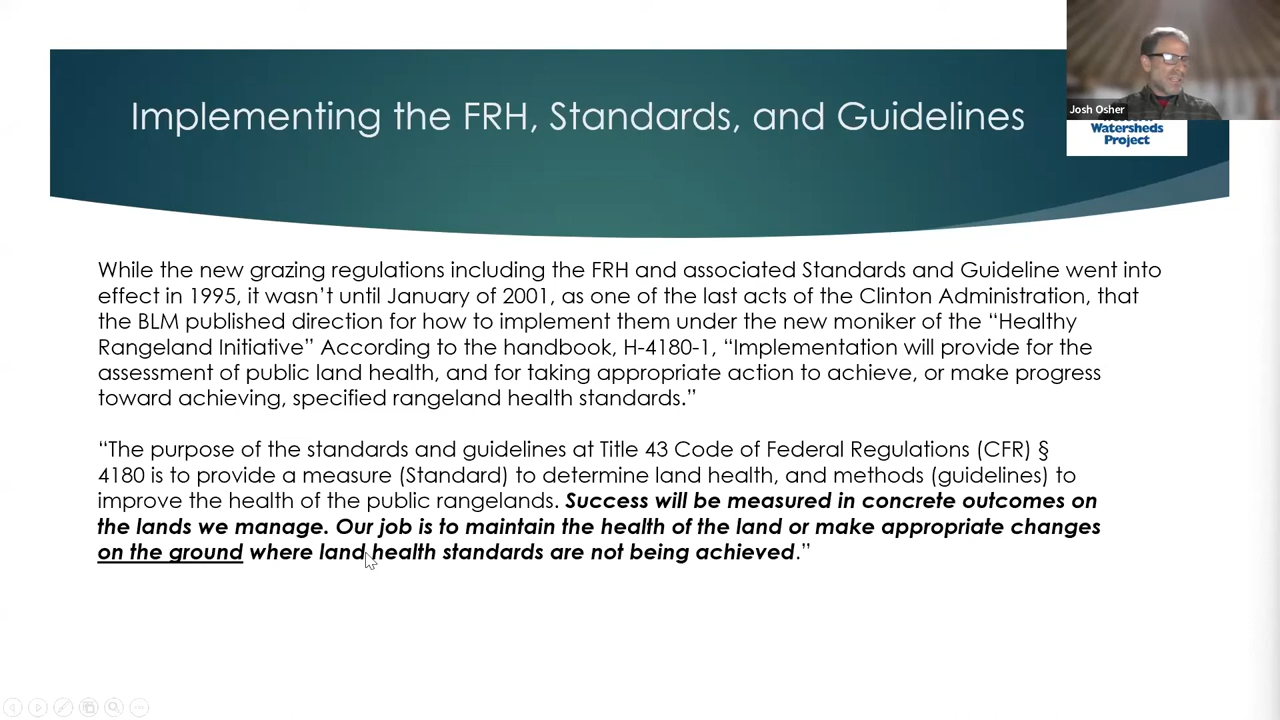 Implementing the FRH, Standards, and Guidelines
Josh Osher
Watersheds
Project
While the new grazing regulations including the FRH and associated Standards and Guideline went into
effect in 1995, it wasn’t until January of 2001, as one of the last acts of the Clinton Administration, that
the BLM published direction for how to implement them under the new moniker of the “Healthy
Rangeland Initiative” According to the handbook, H-4180-1, “Implementation will provide for the
assessment of public land health, and for taking appropriate action to achieve, or make progress
toward achieving, specified rangeland health standards.”
“The purpose of the standards and guidelines at Title 43 Code of Federal Regulations (CFR) §
4180 is to provide a measure (Standard) to determine land health, and methods (guidelines) to
improve the health of the public rangelands. Success will be measured in concrete outcomes on
the lands we manage. Our job is to maintain the health of the land or make appropriate changes
on the ground where land health standards are not being achieved.”